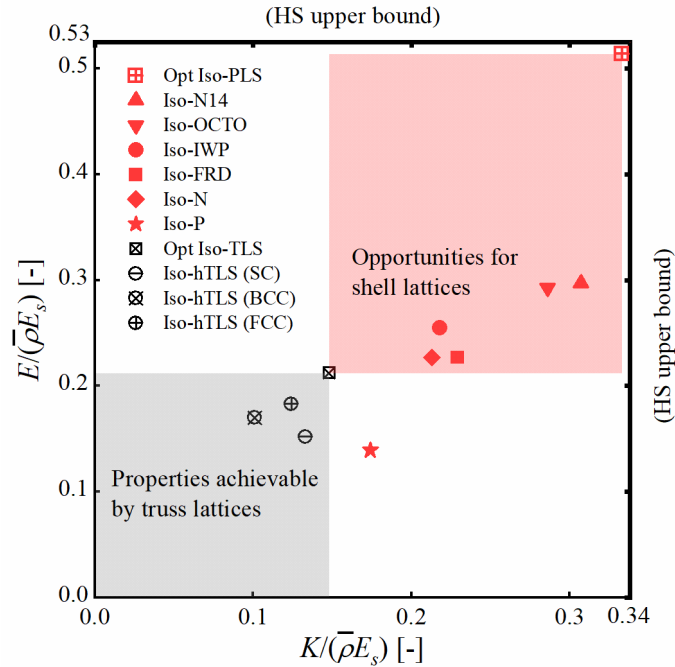 (HS upper bound)
0.53
0.5
0.4
0.3
0.2
0.1
0.0
E/(ρ̅E_s) [-]
Opt Iso-PLS
Iso-N14
Iso-OCTO
Iso-IWP
Iso-FRD
Iso-N
Iso-P
Opt Iso-TLS
Iso-hTLS (SC)
Iso-hTLS (BCC)
Iso-hTLS (FCC)
Opportunities for
shell lattices
Properties achievable
by truss lattices
(HS upper bound)
0.0
0.1
0.2
0.3
0.34
K/(ρ̅E_s) [-]